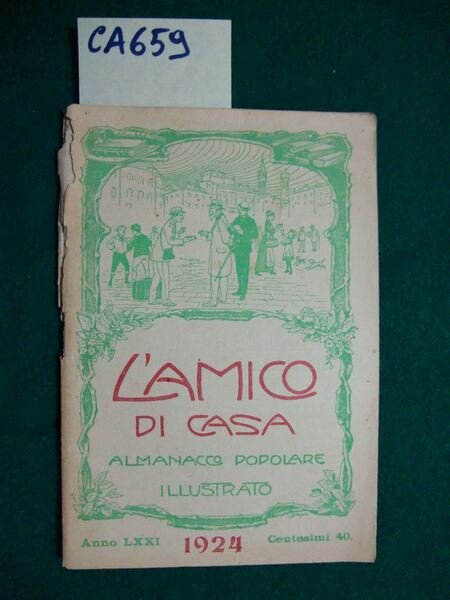 CA659
L'AMICO
DI CASA
ALMANACCO POPOLARE
ILLUSTRATO
Anno LXXI 1924 Centesimi 40.